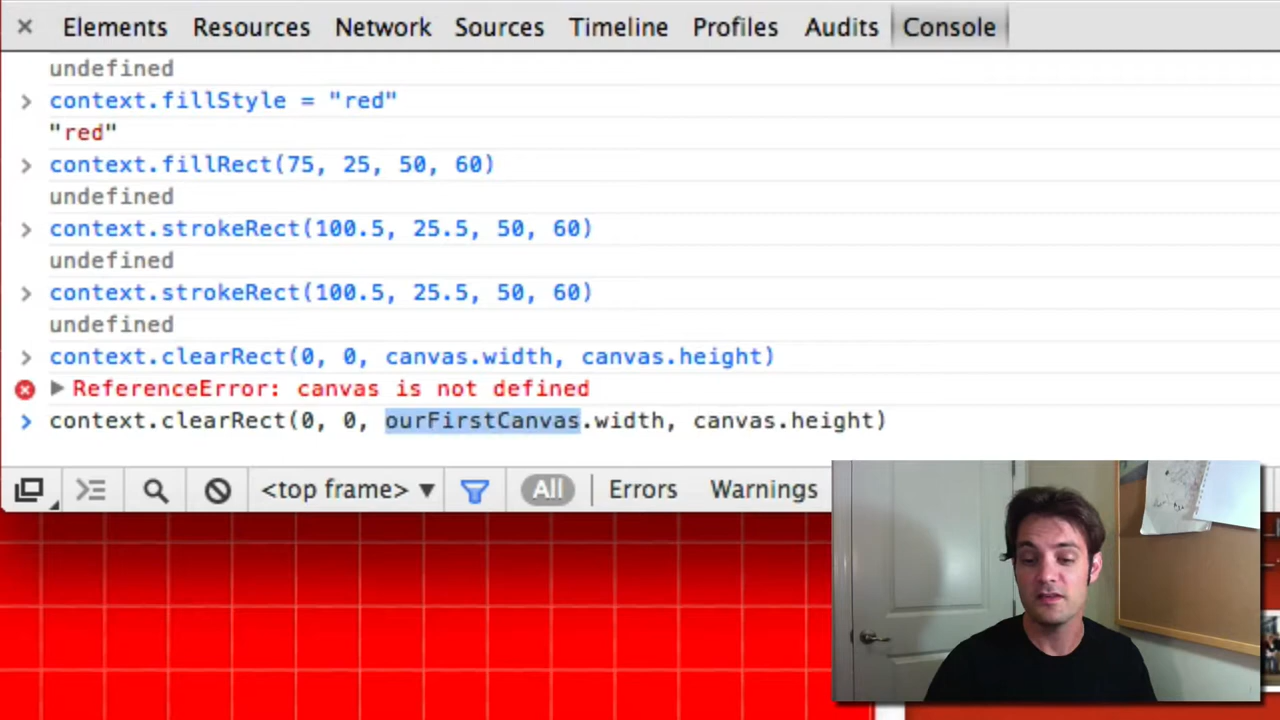 × Elements Resources Network Sources Timeline Profiles Audits Console
undefined
> context.fillStyle = "red"
"red"
> context.fillRect(75, 25, 50, 60)
undefined
> context.strokeRect(100.5, 25.5, 50, 60)
undefined
> context.strokeRect(100.5, 25.5, 50, 60)
undefined
> context.clearRect(0, 0, canvas.width, canvas.height)
ReferenceError: canvas is not defined
> context.clearRect(0, 0, ourFirstCanvas.width, canvas.height)
<top frame> ▼ All Errors Warnings